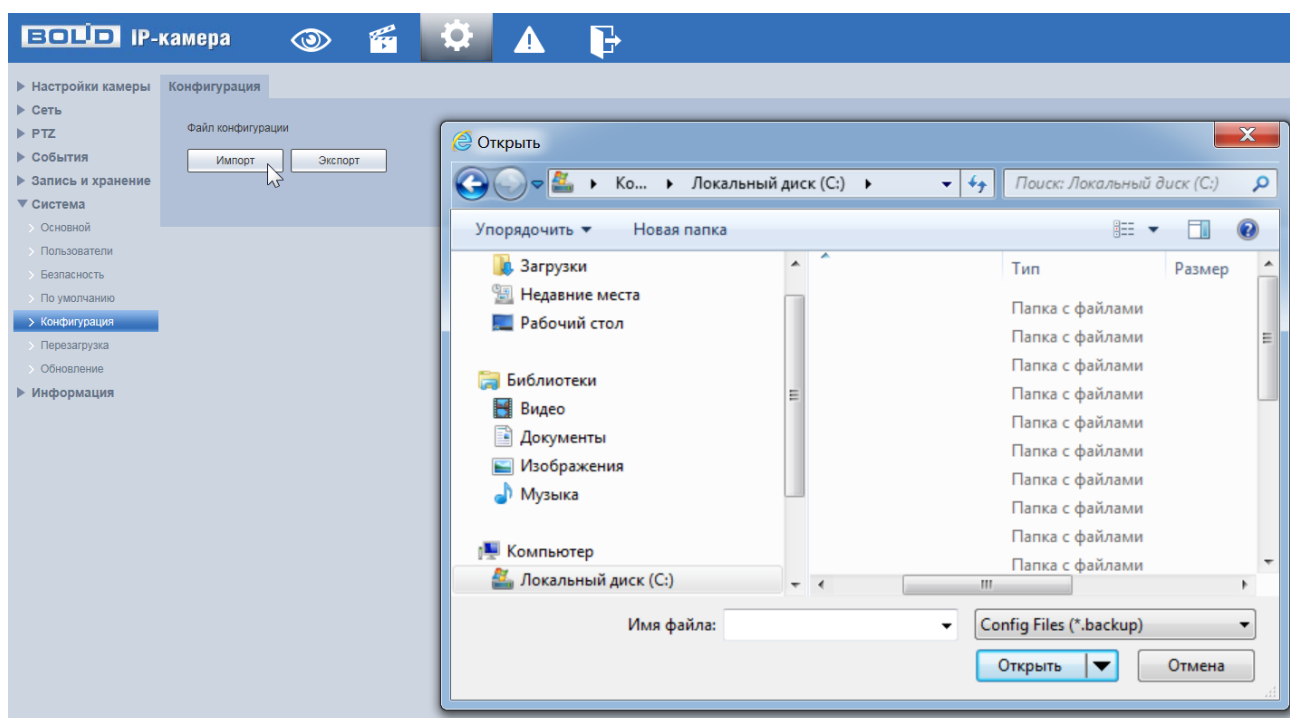 BOLID IP-камера
Настройки камеры
Сеть
PTZ
События
Запись и хранение
Система
Основной
Пользователи
Безпасность
По умолчанию
Конфигурация
Перезагрузка
Обновление
Информация
Конфигурация
Файл конфигурации
Импорт Экспорт
Открыть
Ко... Локальный диск (C:) Поиск: Локальный диск (C:)
Упорядочить Новая папка
Загрузки
Недавние места
Рабочий стол
Библиотеки
Видео
Документы
Изображения
Музыка
Компьютер
Локальный диск (C:)
Тип Размер
Папка с файлами
Папка с файлами
Папка с файлами
Папка с файлами
Папка с файлами
Папка с файлами
Папка с файлами
Папка с файлами
Папка с файлами
Папка с файлами
Имя файла: Config Files (*.backup)
Открыть Отмена